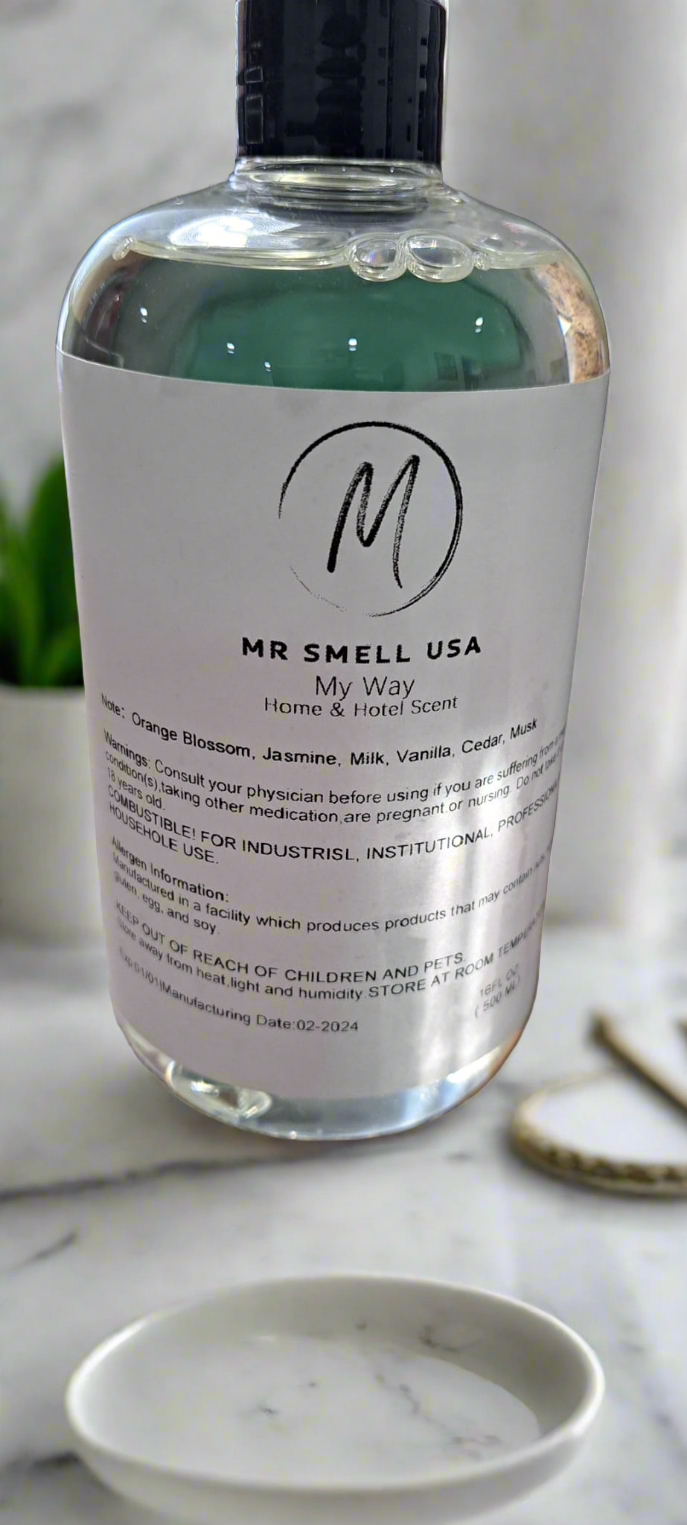 M
MR SMELL USA
My Way
Home & Hotel Scent
Note: Orange Blossom, Jasmine, Milk, Vanilla, Cedar, Musk
Warnings: Consult your physician before using if you are suffering from
condition(s),taking other medication,are pregnant or nursing. Do not take
18 years old.
COMBUSTIBLE! FOR INDUSTRISL, INSTITUTIONAL,
HOUSEHOLE USE.
Allergen Information:
Manufactured in a facility which produces products that may contain
gluten, egg, and soy.
KEEP OUT OF REACH OF CHILDREN AND PETS.
Store away from heat,light and humidity STORE AT ROOM
16FL OZ
( 500 ML)
Exp:01/01|Manufacturing Date:02-2024